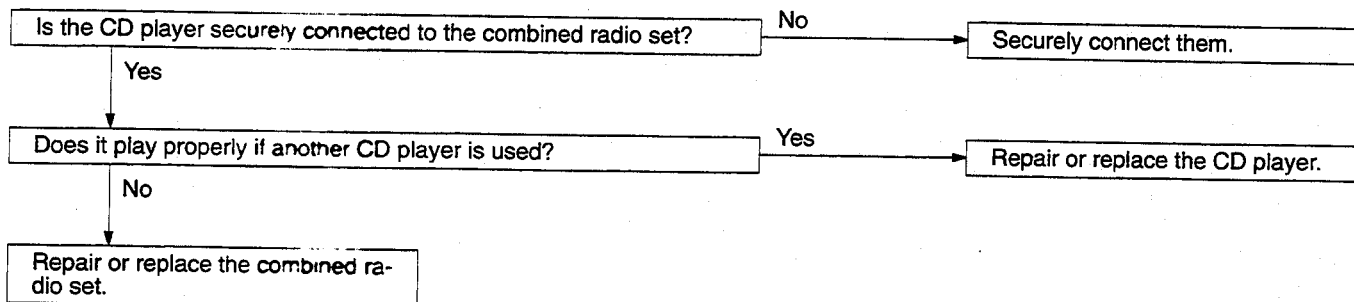 Is the CD player securely connected to the combined radio set?
No
Securely connect them.
Yes
Does it play properly if another CD player is used?
Yes
Repair or replace the CD player.
No
Repair or replace the combined ra-
dio set.